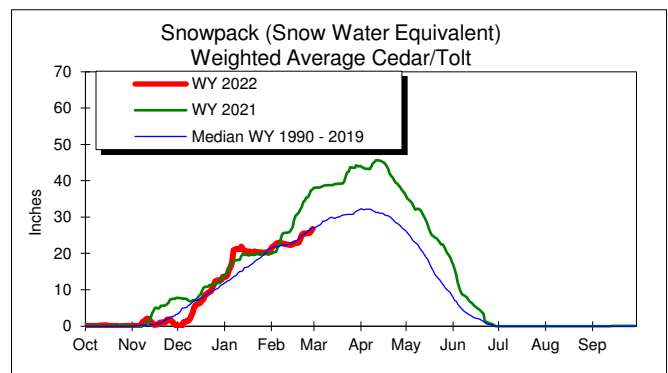 Snowpack (Snow Water Equivalent)
Weighted Average Cedar/Tolt
70
60
50
40
30
20
10
0
Inches
WY 2022
WY 2021
Median WY 1990 - 2019
Oct Nov Dec Jan Feb Mar Apr May Jun Jul Aug Sep